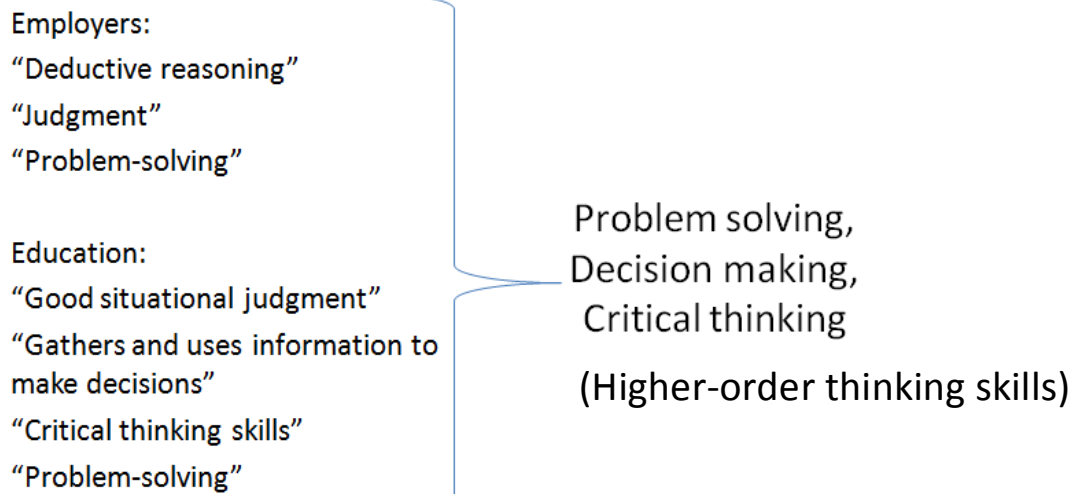 Employers:
“Deductive reasoning”
“Judgment”
“Problem-solving”
Education:
“Good situational judgment”
“Gathers and uses information to
make decisions”
“Critical thinking skills”
“Problem-solving”
Problem solving,
Decision making,
Critical thinking
(Higher-order thinking skills)